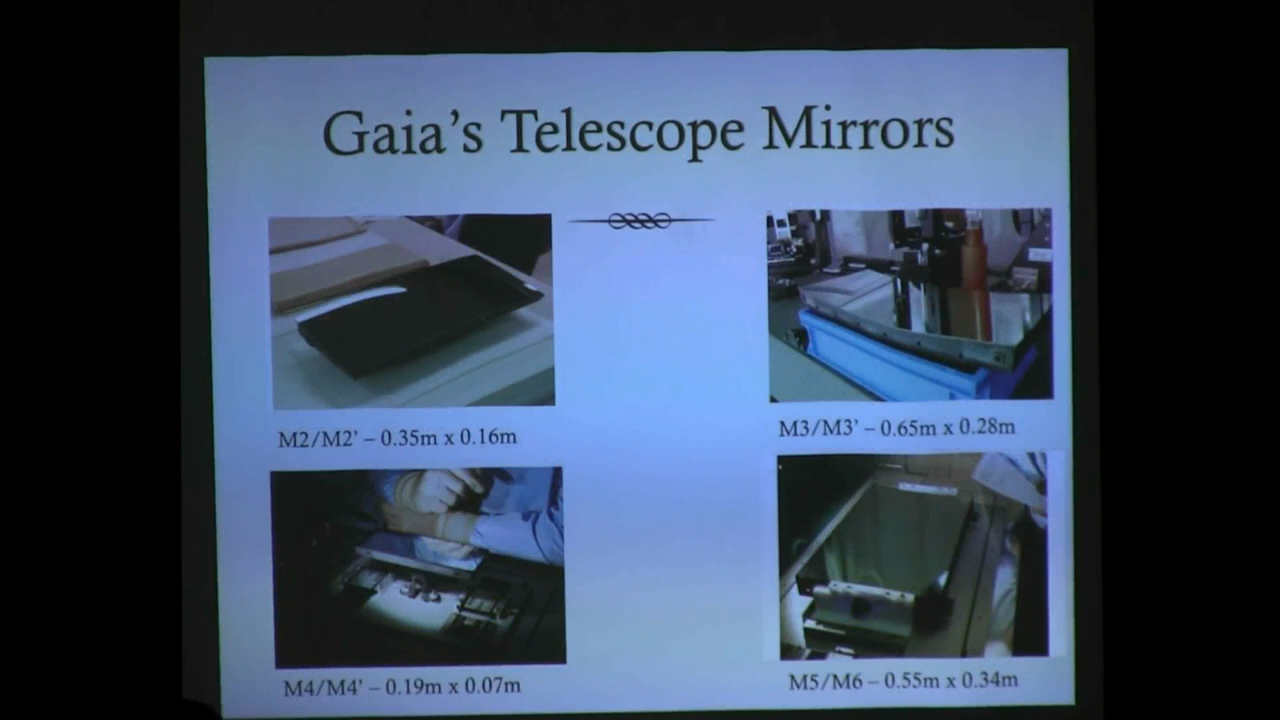 Gaia's Telescope Mirrors
M2/M2' – 0.35m x 0.16m
M3/M3' – 0.65m x 0.28m
M4/M4' – 0.19m x 0.07m
M5/M6 – 0.55m x 0.34m